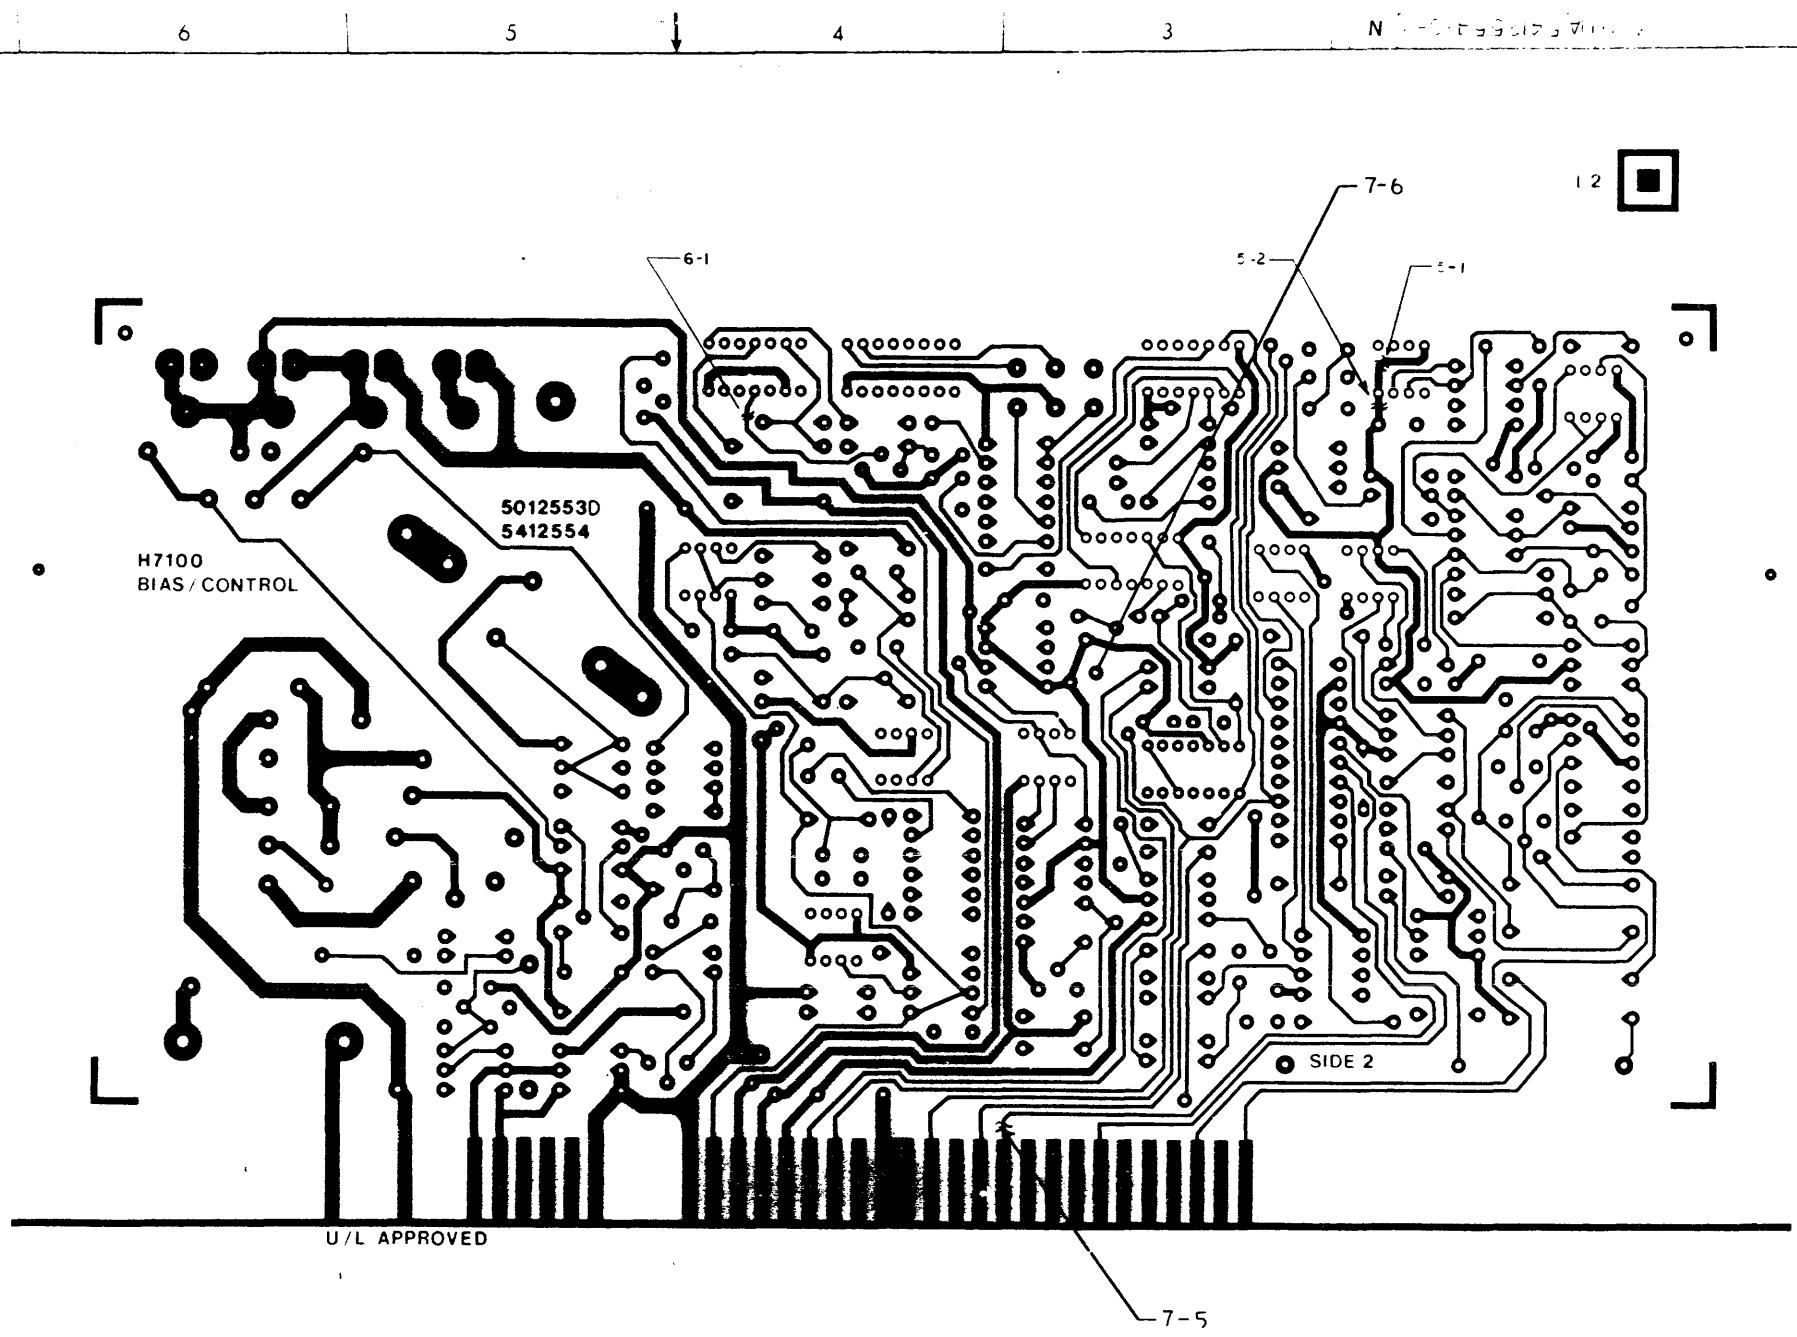 6 5 4 3 N
L2
7-6
6-1 5-2 5-1
5012553D
5412554
H7100
BIAS/CONTROL
SIDE 2
U/L APPROVED
7-5